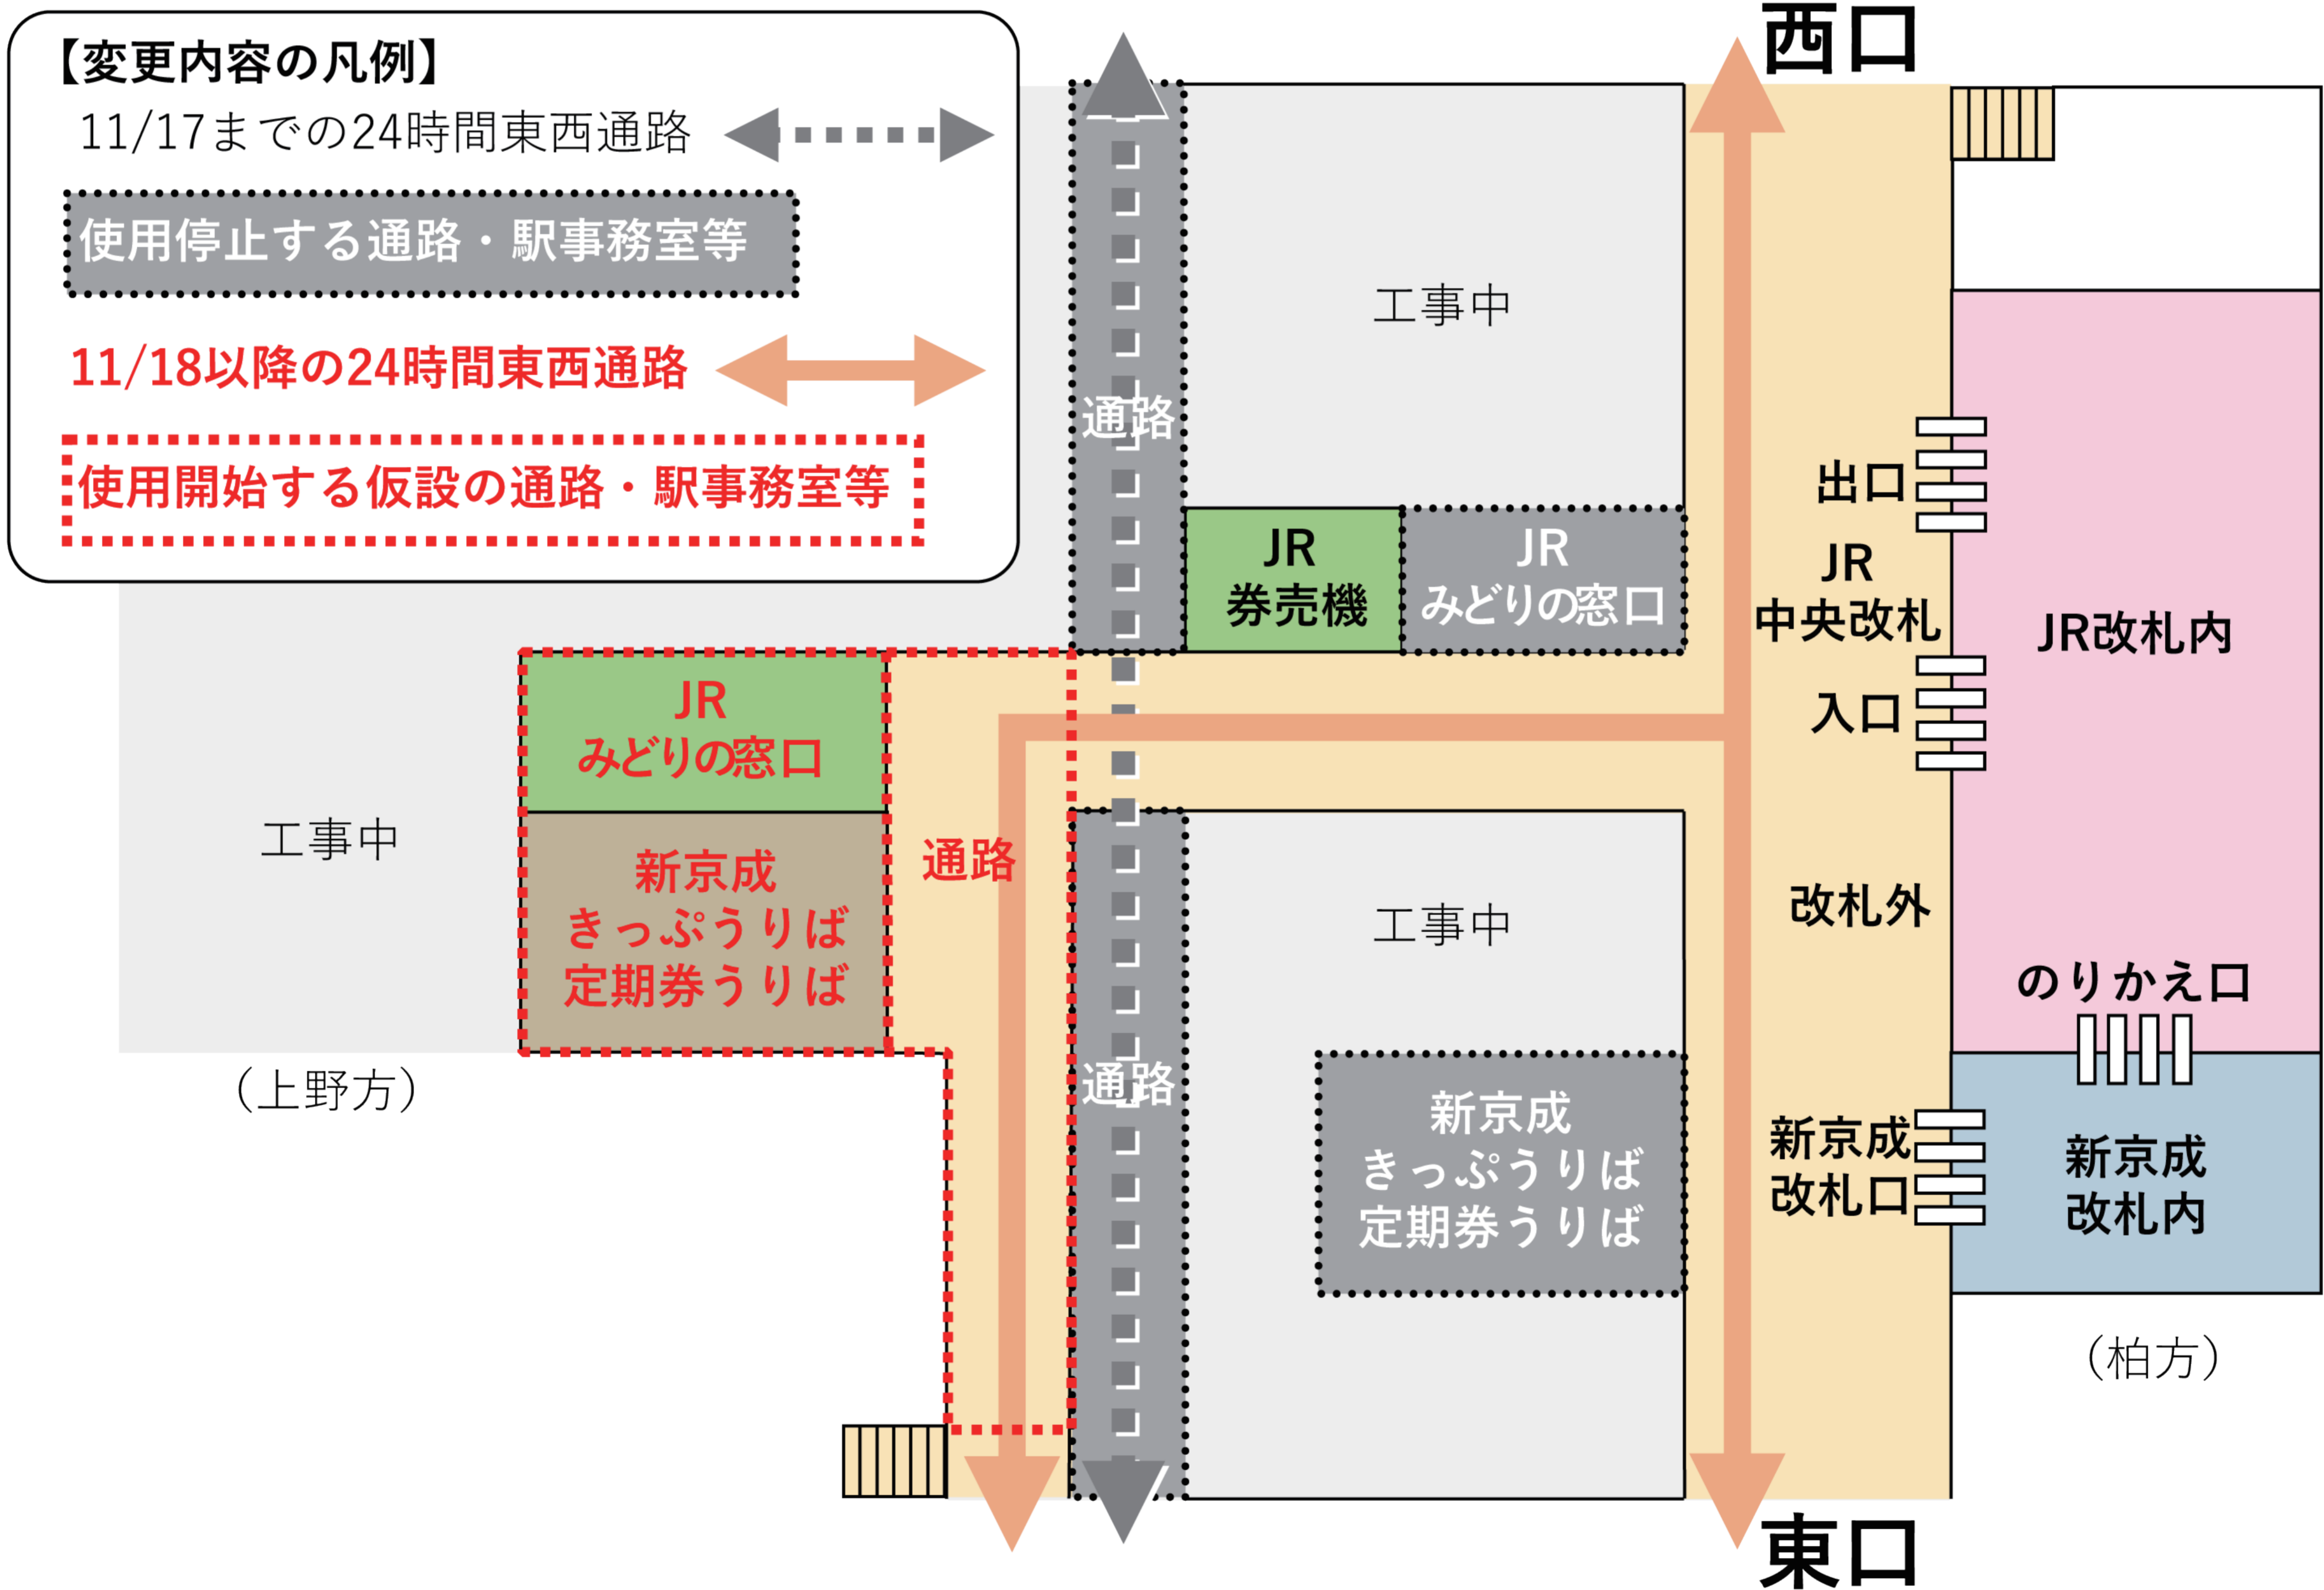 【変更内容の凡例】
11/17までの24時間東西通路
使用停止する通路・駅事務室等
11/18以降の24時間東西通路
使用開始する仮設の通路・駅事務室等
西口
工事中
通路
JR
券売機
JR
みどりの窓口
出口
JR
中央改札
入口
JR改札内
JR
みどりの窓口
工事中
新京成
きっぷうりば
定期券うりば
通路
工事中
改札外
のりかえ口
(上野方)
通路
新京成
きっぷうりば
定期券うりば
新京成
改札口
新京成
改札内
(柏方)
東口